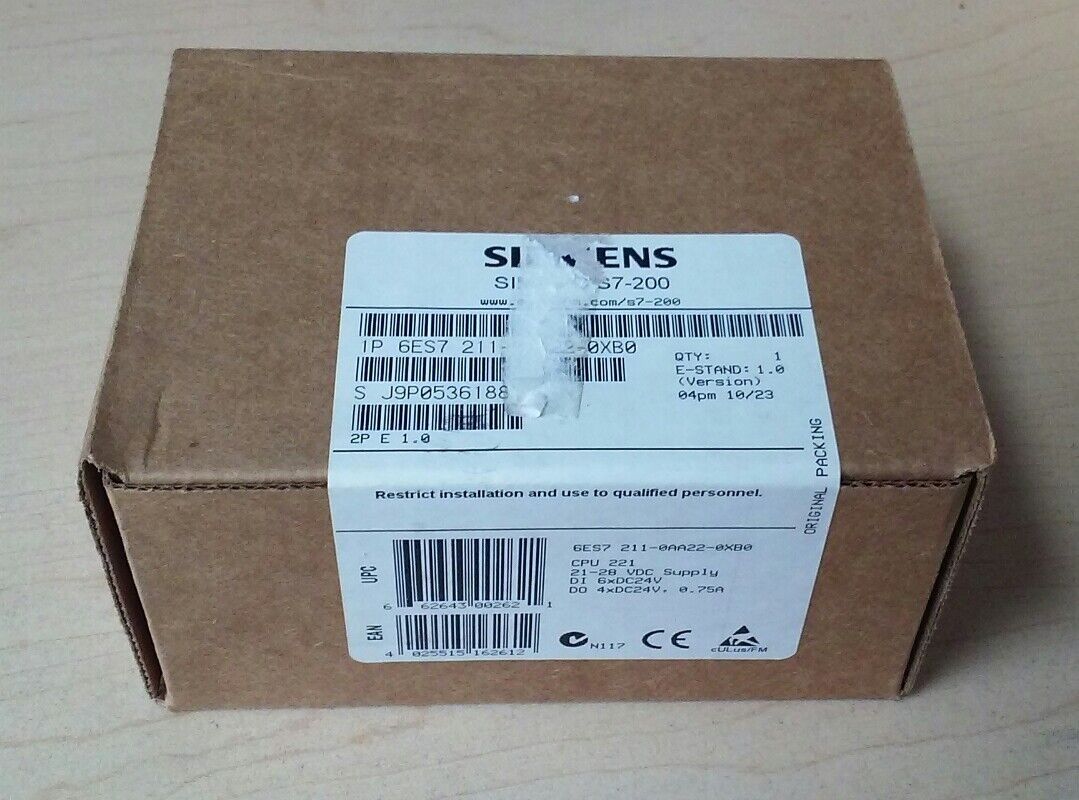 SI ENS
SI S7-200
www. .com/s7-200
1P 6ES7 211- 2-0XB0
QTY: 1
S J9P0536188
E-STAND: 1.0
(Version)
04pm 10/23
2P E 1.0
ORIGINAL PACKING
Restrict installation and use to qualified personnel.
6ES7 211-0AA22-0XB0
CPU 221
21-28 VDC Supply
DI 6xDC24V
DO 4xDC24V, 0.75A
UPC
6 62643 00262 1
EAN
4 025515 162612
N117
CE
cULus/FM